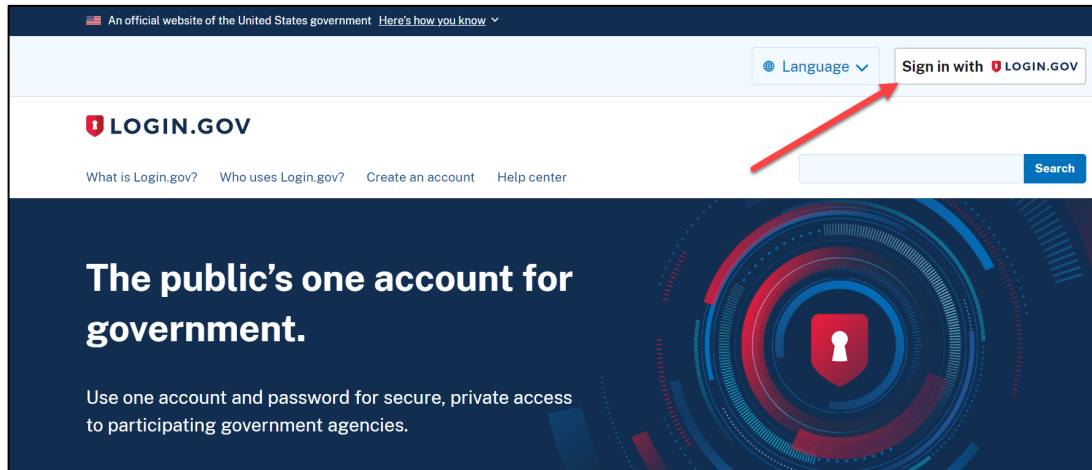 An official website of the United States government Here's how you know
Language
Sign in with LOGIN.GOV
LOGIN.GOV
What is Login.gov? Who uses Login.gov? Create an account Help center
Search
The public’s one account for
government.
Use one account and password for secure, private access
to participating government agencies.